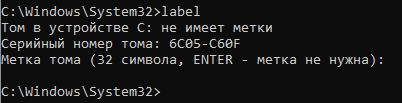 C:\Windows\System32>label
Том в устройстве C: не имеет метки
Серийный номер тома: 6C05-C60F
Метка тома (32 символа, ENTER - метка не нужна):
C:\Windows\System32>